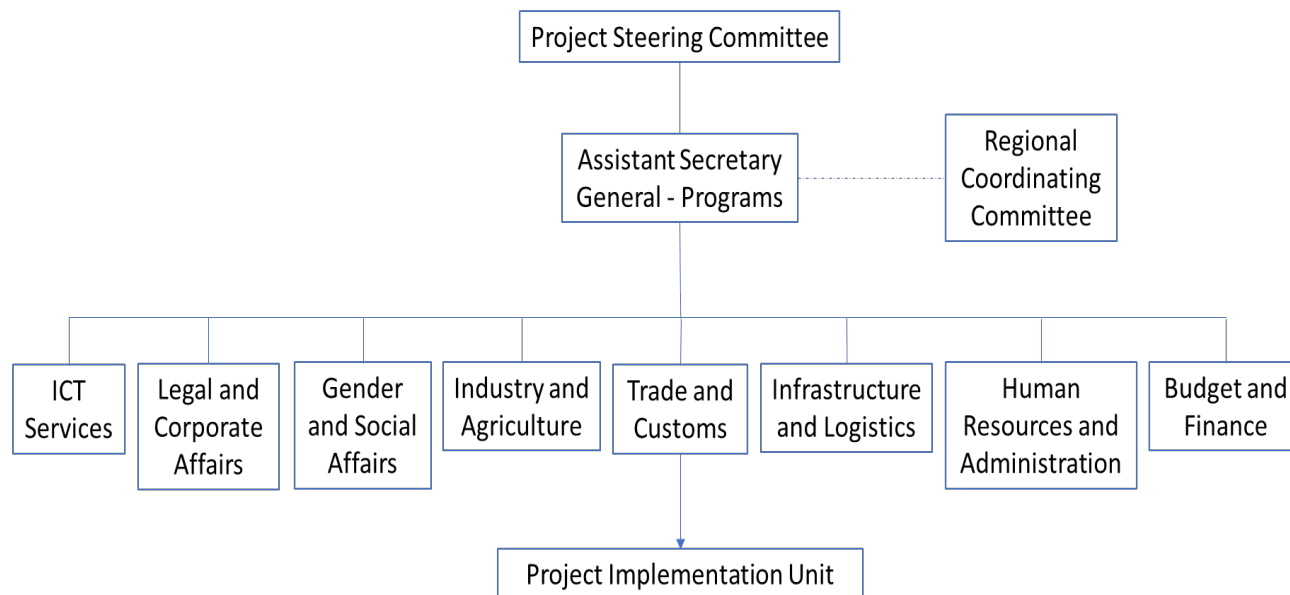 Project Steering Committee
Assistant Secretary
General - Programs
Regional
Coordinating
Committee
ICT
Services
Legal and
Corporate
Affairs
Gender
and Social
Affairs
Industry and
Agriculture
Trade and
Customs
Infrastructure
and Logistics
Human
Resources and
Administration
Budget and
Finance
Project Implementation Unit